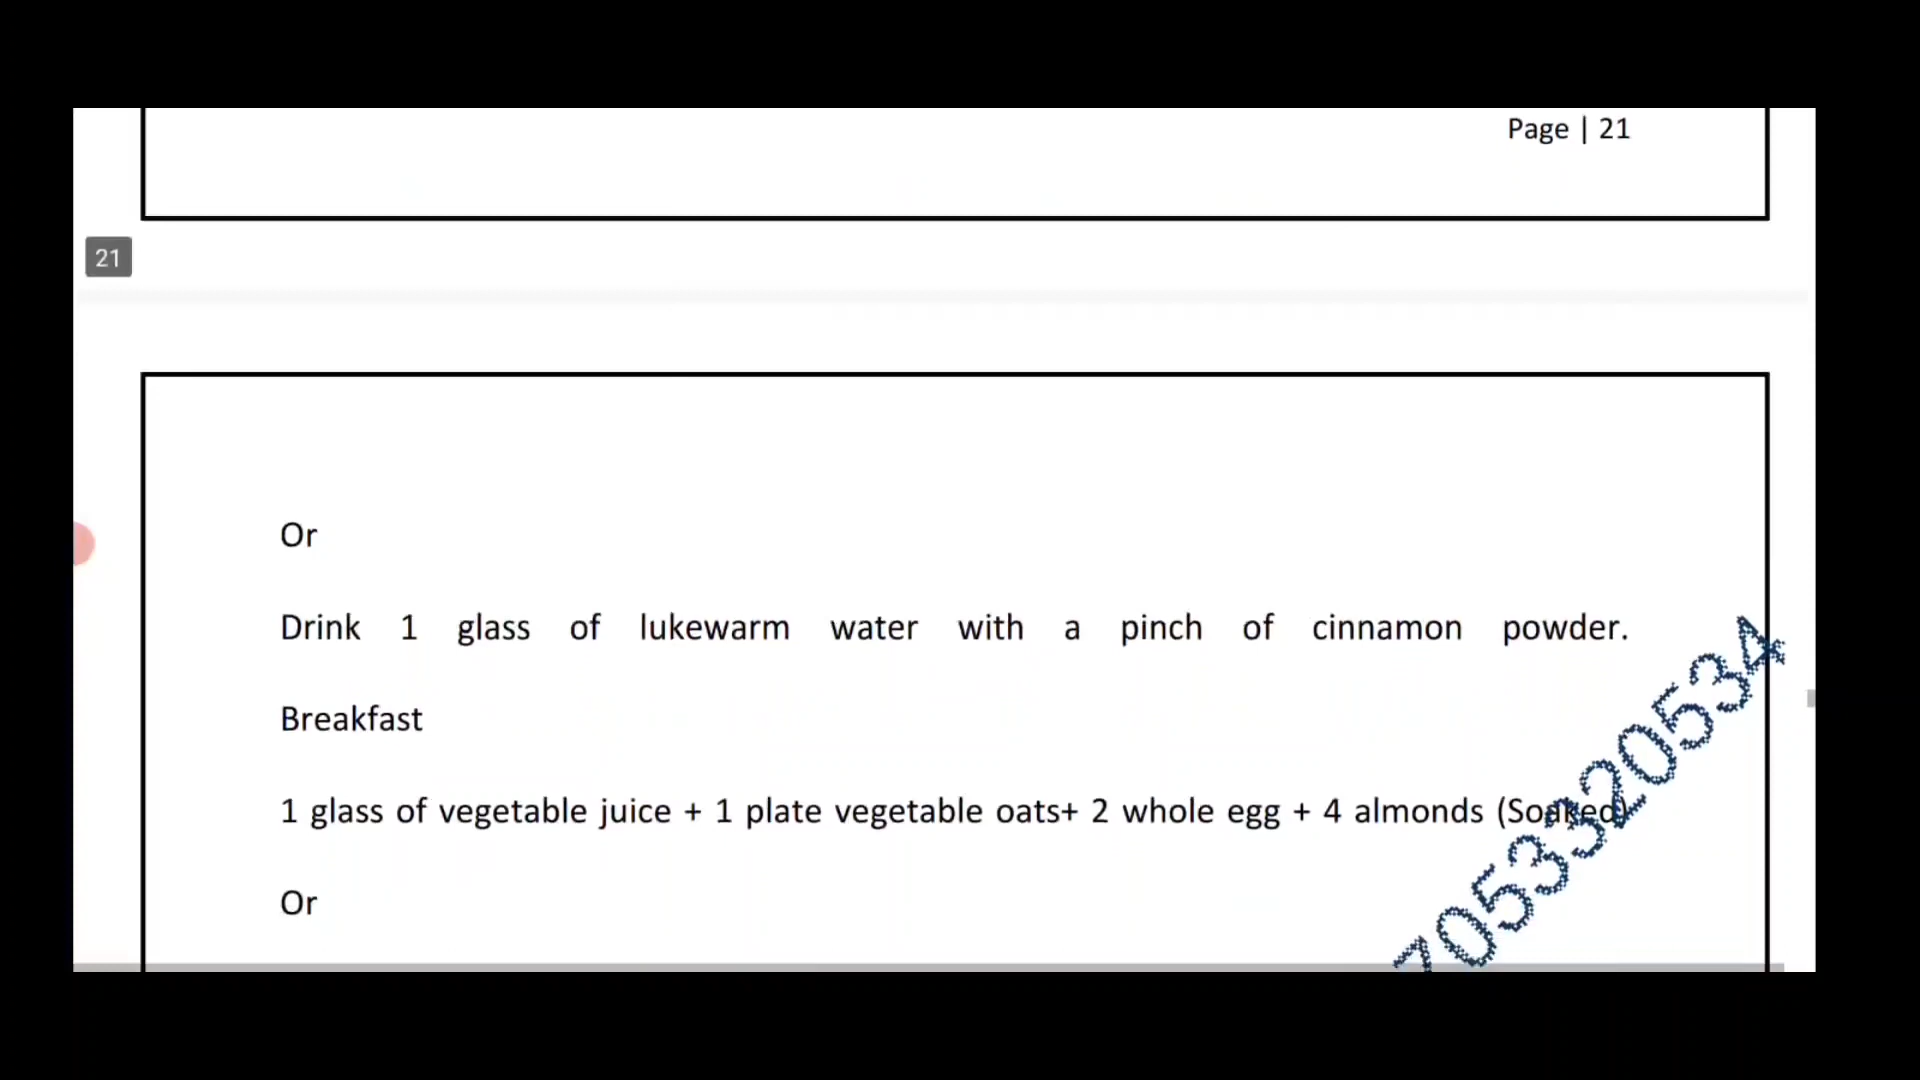 Page | 21
21
Or
Drink 1 glass of lukewarm water with a pinch of cinnamon powder.
Breakfast
1 glass of vegetable juice + 1 plate vegetable oats+ 2 whole egg + 4 almonds (Soaked)
Or
7053320534